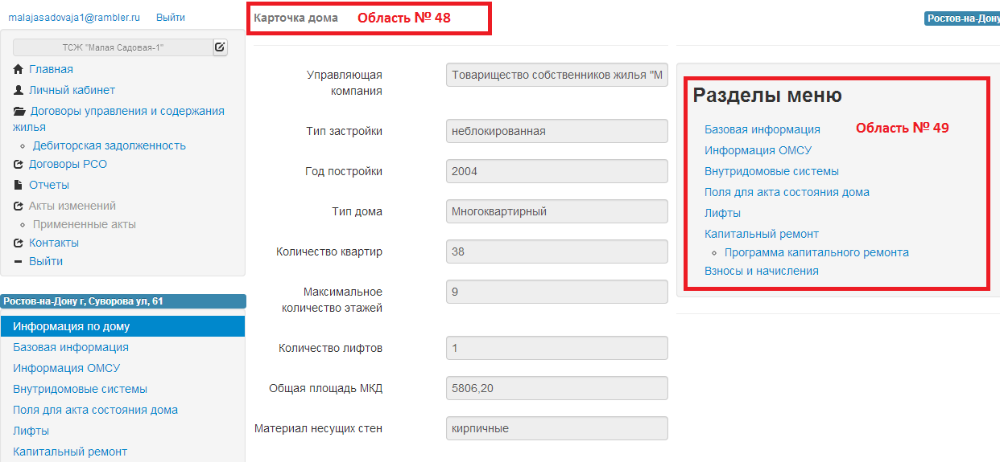 malajasadovaja1@rambler.ru Выйти
ТСЖ "Малая Садовая-1"
Главная
Личный кабинет
Договоры управления и содержания
жилья
Дебиторская задолженность
Договоры РСО
Отчеты
Акты изменений
Примененные акты
Контакты
Выйти
Ростов-на-Дону г, Суворова ул, 61
Информация по дому
Базовая информация
Информация ОМСУ
Внутридомовые системы
Поля для акта состояния дома
Лифты
Капитальный ремонт
Карточка дома Область № 48
Управляющая
компания
Товарищество собственников жилья "М
Тип застройки неблокированная
Год постройки 2004
Тип дома Многоквартирный
Количество квартир 38
Максимальное
количество этажей
9
Количество лифтов 1
Общая площадь МКД 5806,20
Материал несущих стен кирпичные
Ростов-на-Дону
Разделы меню
Базовая информация Область № 49
Информация ОМСУ
Внутридомовые системы
Поля для акта состояния дома
Лифты
Капитальный ремонт
Программа капитального ремонта
Взносы и начисления